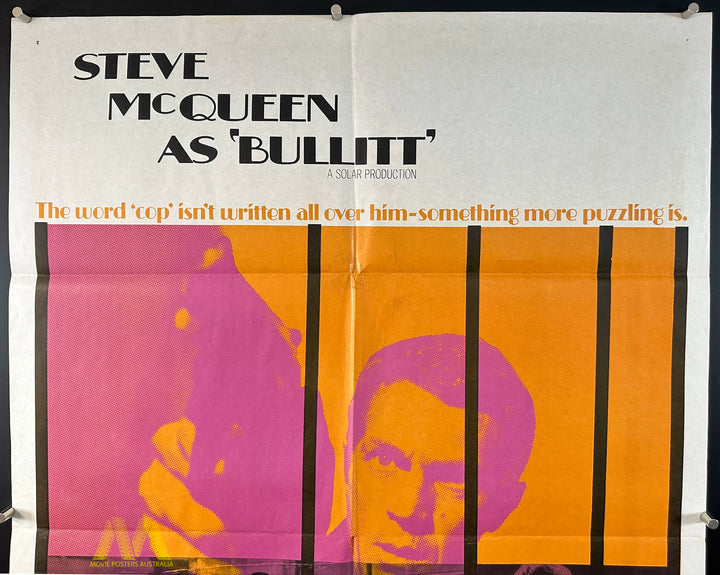 STEVE
McQUEEN
AS 'BULLITT'
A SOLAR PRODUCTION
The word 'cop' isn't written all over him–something more puzzling is.
MOVIE POSTERS AUSTRALIA